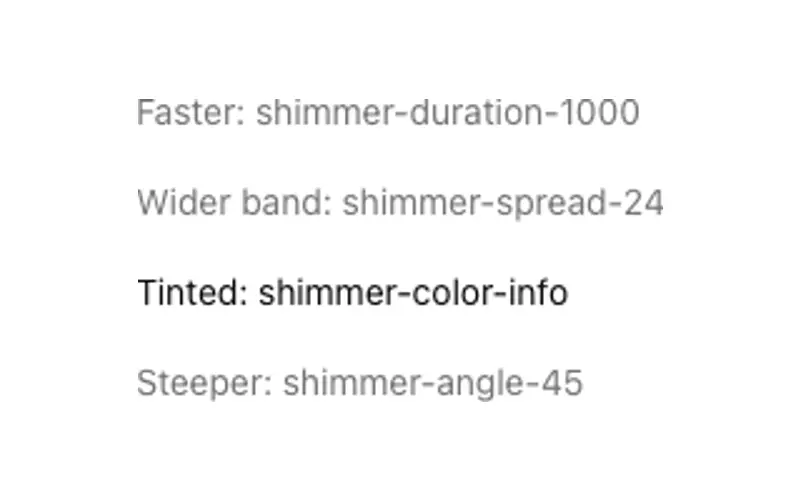 Faster: shimmer-duration-1000
Wider band: shimmer-spread-24
Tinted: shimmer-color-info
Steeper: shimmer-angle-45